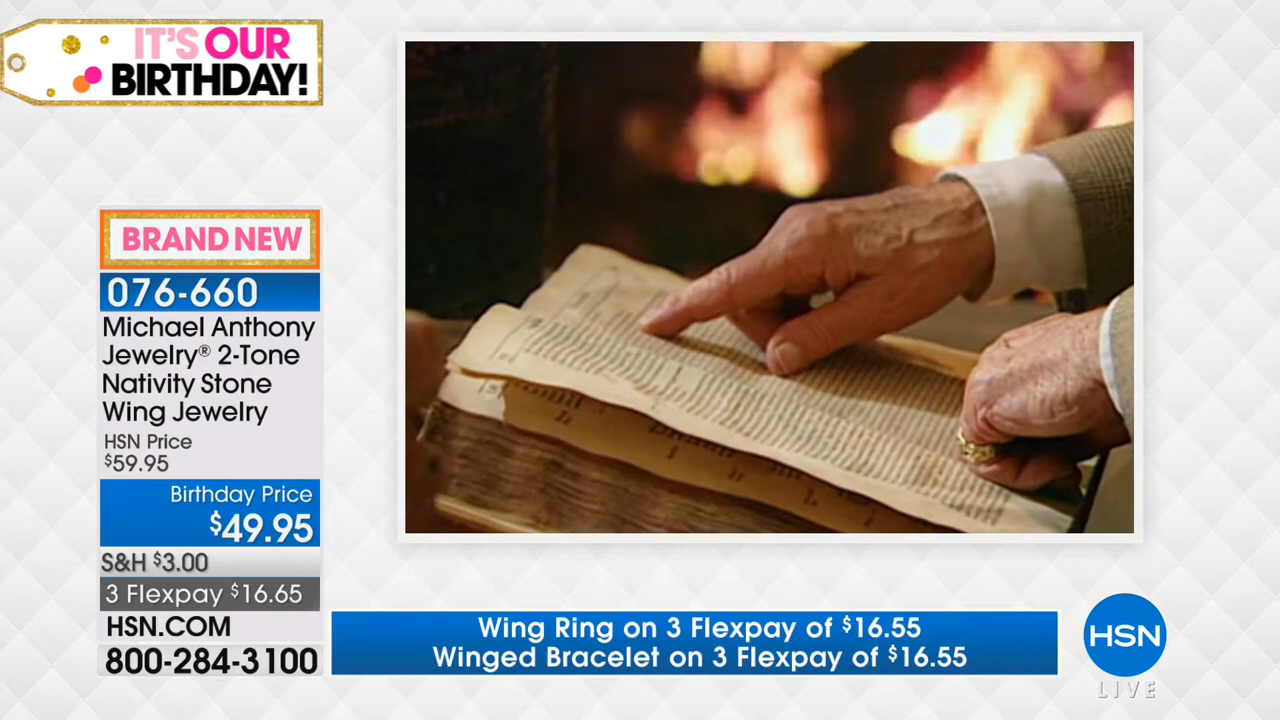 IT'S OUR
BIRTHDAY!
BRAND NEW
076-660
Michael Anthony
Jewelry® 2-Tone
Nativity Stone
Wing Jewelry
HSN Price
$59.95
Birthday Price
$49.95
S&H $3.00
3 Flexpay $16.65
HSN.COM
800-284-3100
Wing Ring on 3 Flexpay of $16.55
Winged Bracelet on 3 Flexpay of $16.55
HSN
LIVE